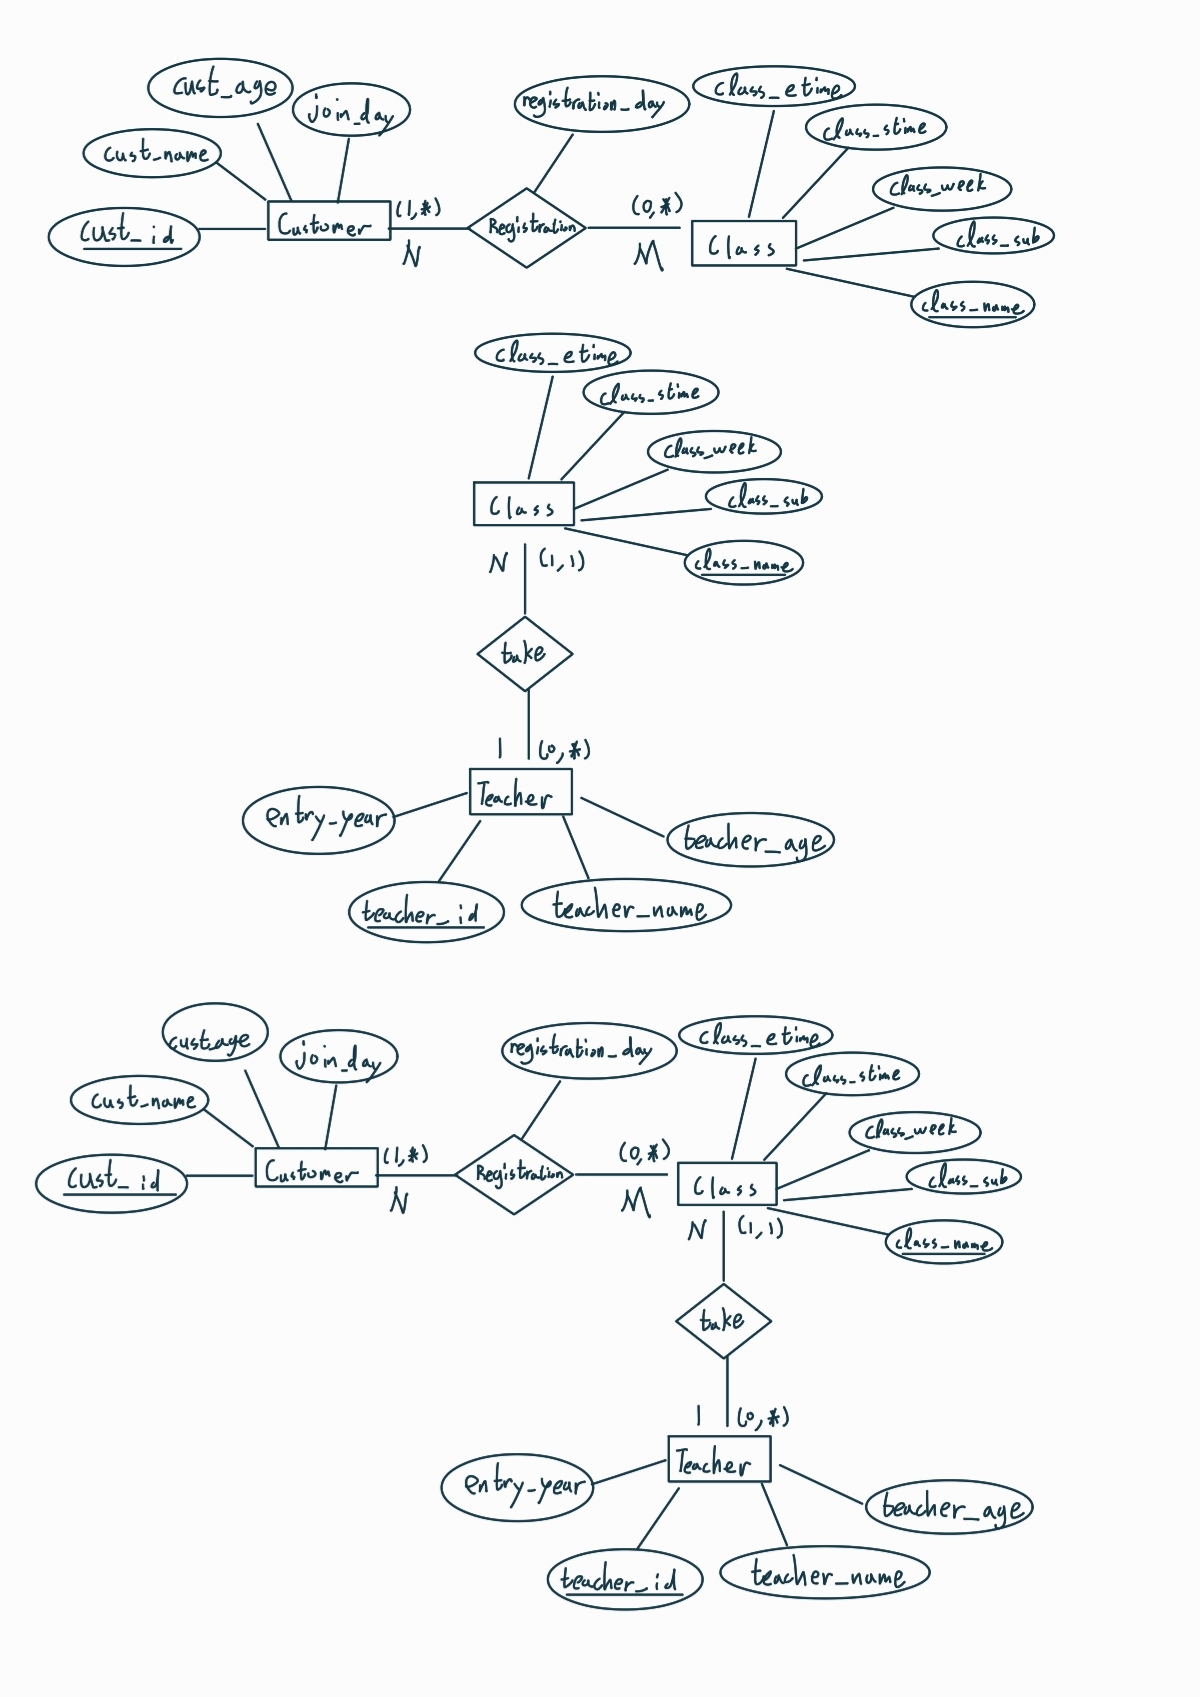 cust_age
join_day
registration_day
class_etime
class_stime
cust_name
class_week
cust_id
Customer
(1,*)
N
Registration
(0,*)
M
Class
class_sub
class_name
class_etime
class_stime
class_week
Class
class_sub
class_name
N
(1,1)
take
1
(0,*)
Teacher
entry_year
teacher_age
teacher_id
teacher_name
custage
join_day
registration_day
class_etime
class_stime
cust_name
class_week
cust_id
Customer
(1,*)
N
Registration
(0,*)
M
Class
class_sub
N
(1,1)
class_name
take
1
(0,*)
Teacher
entry_year
teacher_age
teacher_id
teacher_name